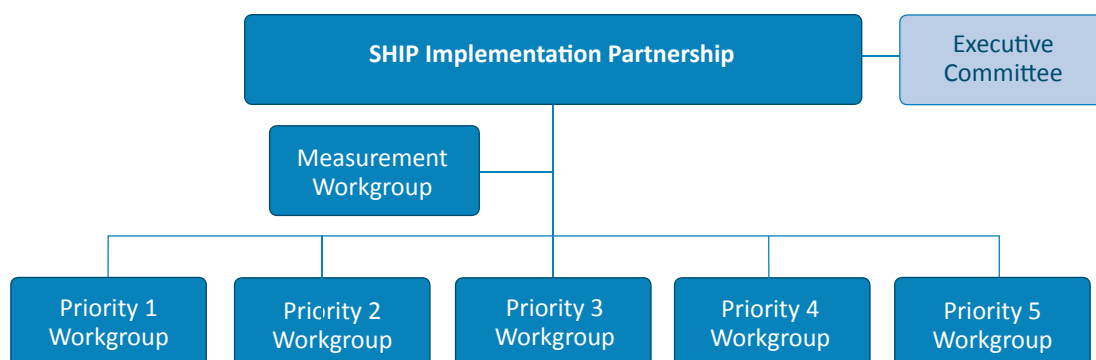 SHIP Implementation Partnership
Executive
Committee
Measurement
Workgroup
Priority 1
Workgroup
Priority 2
Workgroup
Priority 3
Workgroup
Priority 4
Workgroup
Priority 5
Workgroup